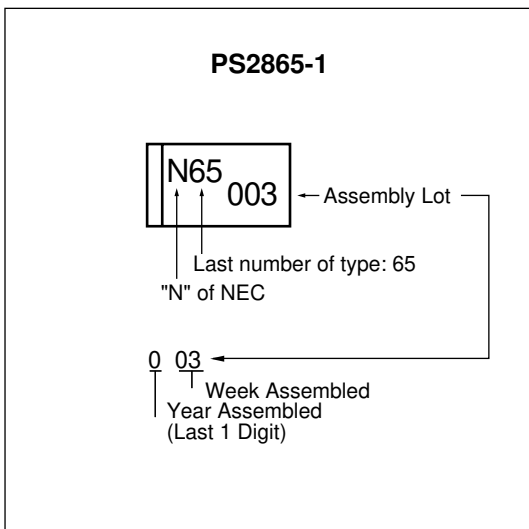 PS2865-1
N65
003
Assembly Lot
Last number of type: 65
"N" of NEC
0 03
Week Assembled
Year Assembled
(Last 1 Digit)